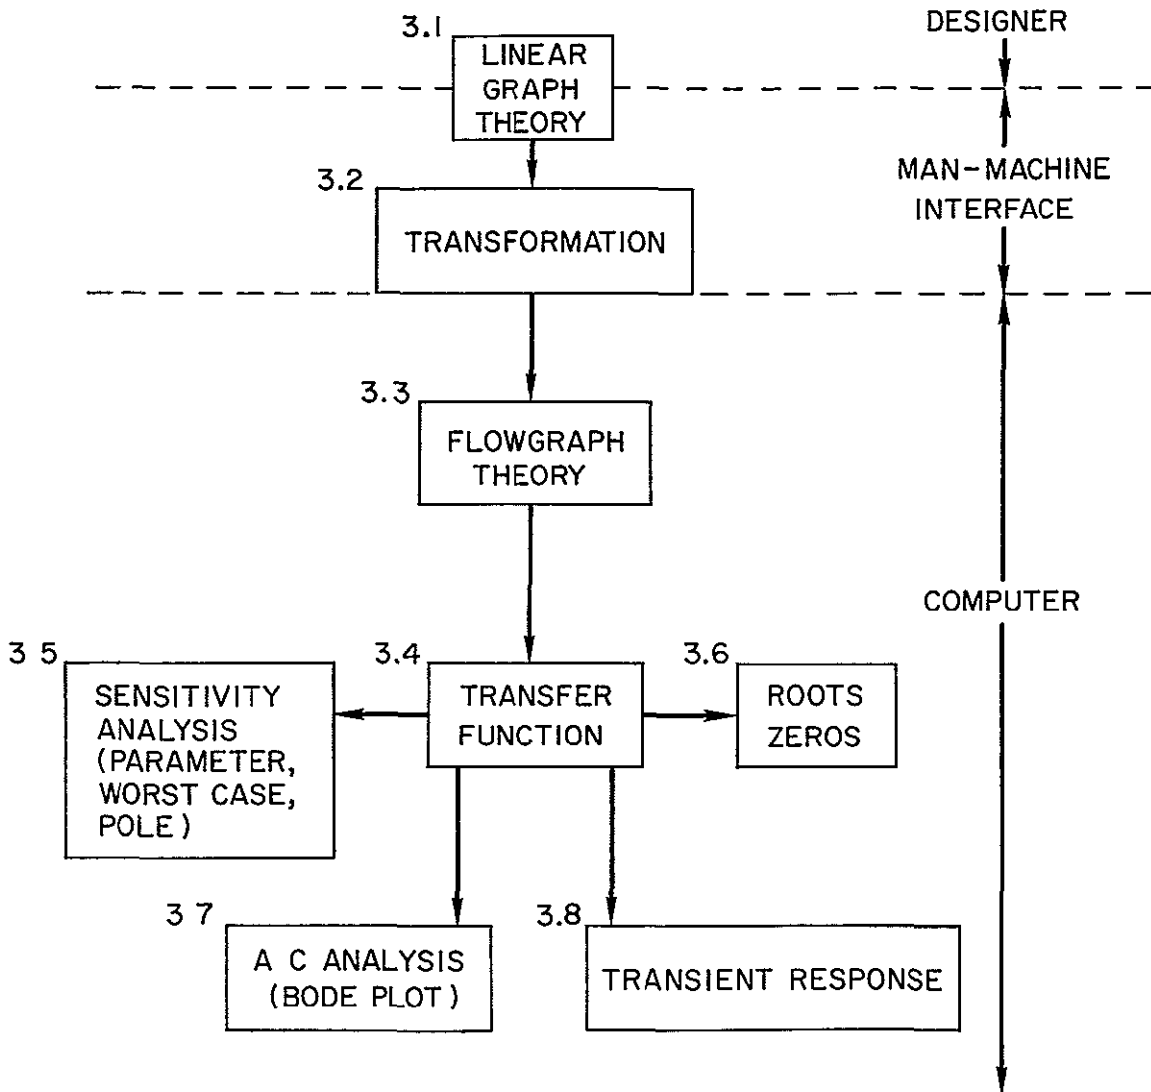 DESIGNER
3.1
LINEAR
GRAPH
THEORY
MAN-MACHINE
INTERFACE
3.2
TRANSFORMATION
3.3
FLOWGRAPH
THEORY
COMPUTER
3 5
SENSITIVITY
ANALYSIS
(PARAMETER,
WORST CASE,
POLE)
3.4
TRANSFER
FUNCTION
3.6
ROOTS
ZEROS
3 7
A C ANALYSIS
(BODE PLOT)
3.8
TRANSIENT RESPONSE